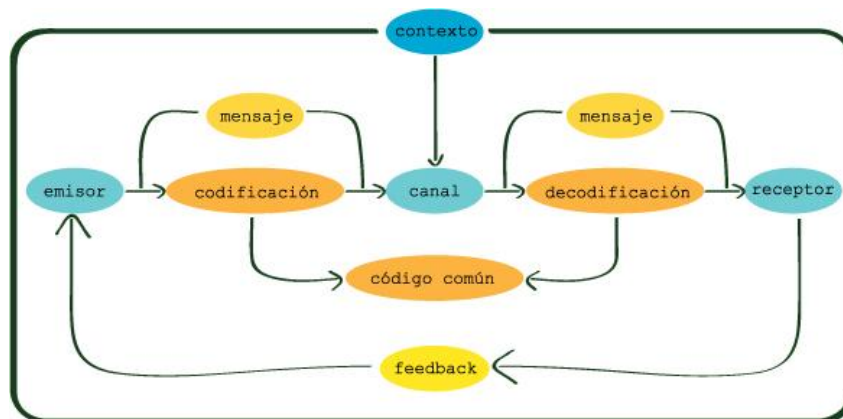 contexto
mensaje
mensaje
emisor
codificación
canal
decodificación
receptor
código común
feedback